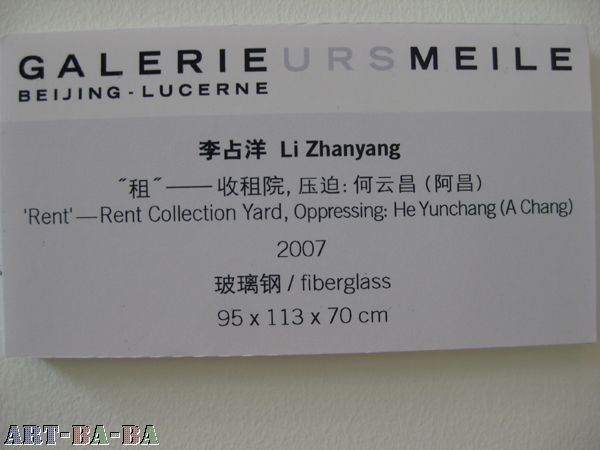 GALERIEURSMEILE
BEIJING - LUCERNE
李占洋 Li Zhanyang
"租"——收租院, 压迫: 何云昌 (阿昌)
'Rent'—Rent Collection Yard, Oppressing: He Yunchang (A Chang)
2007
玻璃钢 / fiberglass
95 x 113 x 70 cm
ART-BA-BA